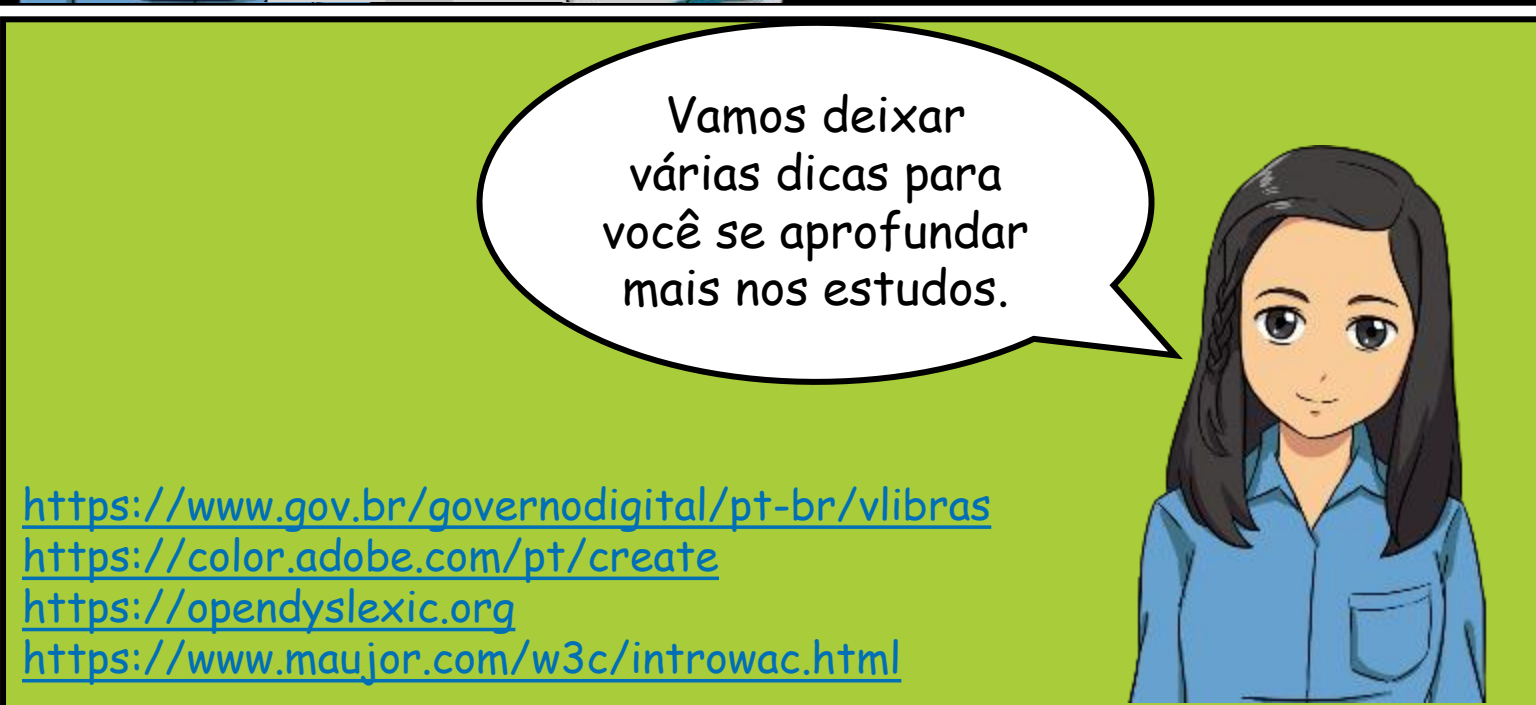 Vamos deixar
várias dicas para
você se aprofundar
mais nos estudos.
https://www.gov.br/governodigital/pt-br/vlibras
https://color.adobe.com/pt/create
https://opendyslexic.org
https://www.maujor.com/w3c/introwac.html